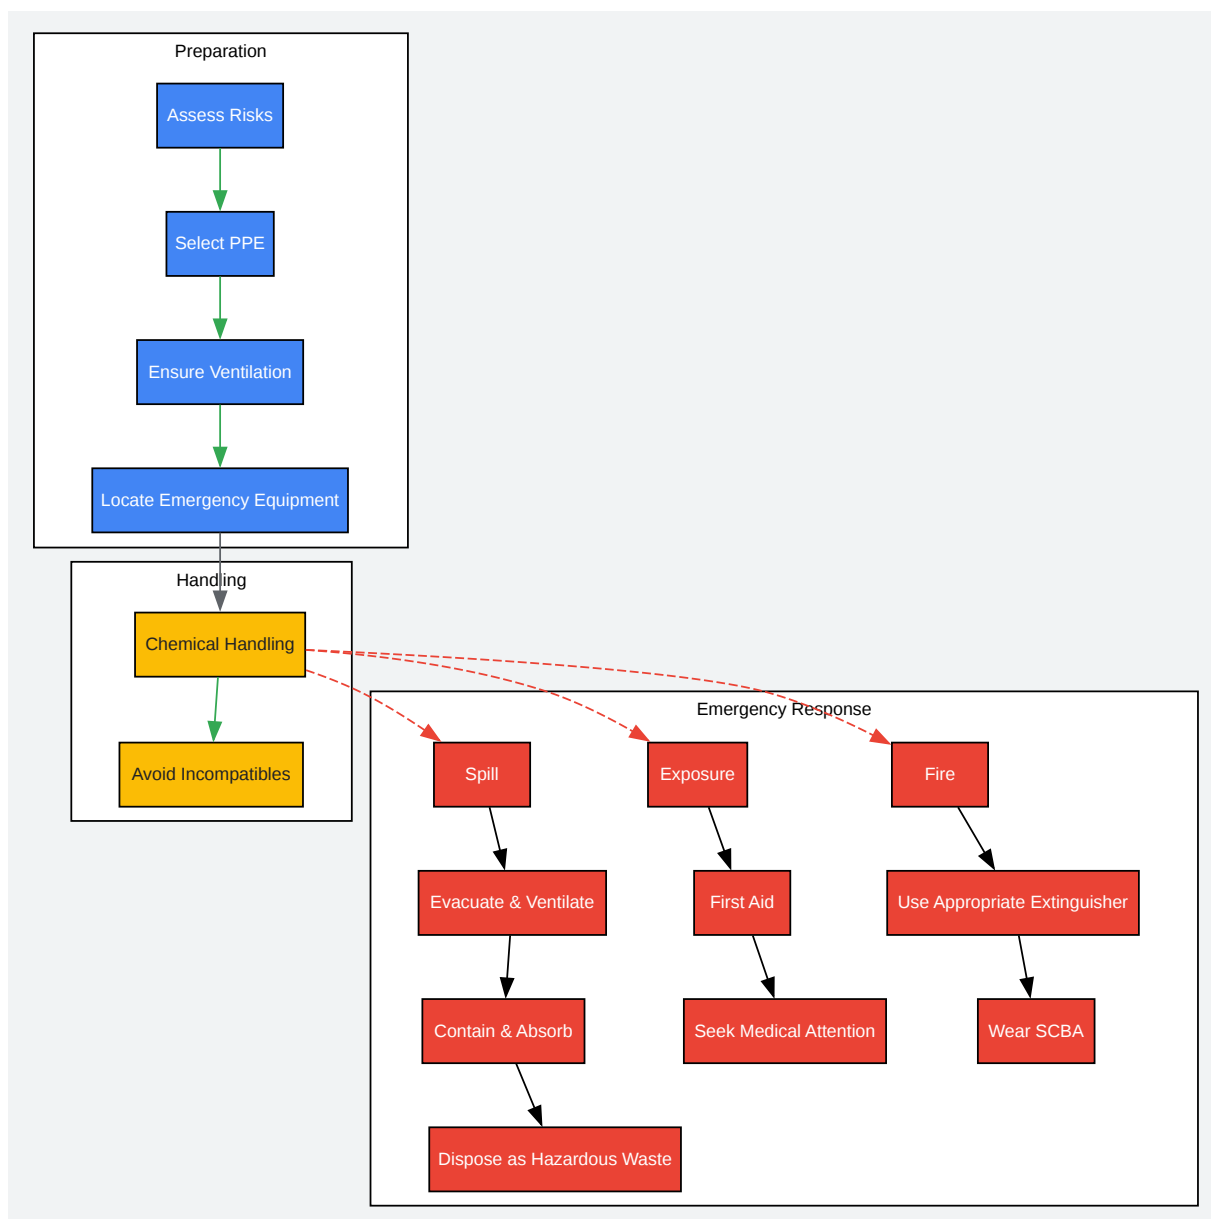 Preparation
Assess Risks
Select PPE
Ensure Ventilation
Locate Emergency Equipment
Handling
Chemical Handling
Avoid Incompatibles
Emergency Response
Spill
Exposure
Fire
Evacuate & Ventilate
First Aid
Use Appropriate Extinguisher
Contain & Absorb
Seek Medical Attention
Wear SCBA
Dispose as Hazardous Waste